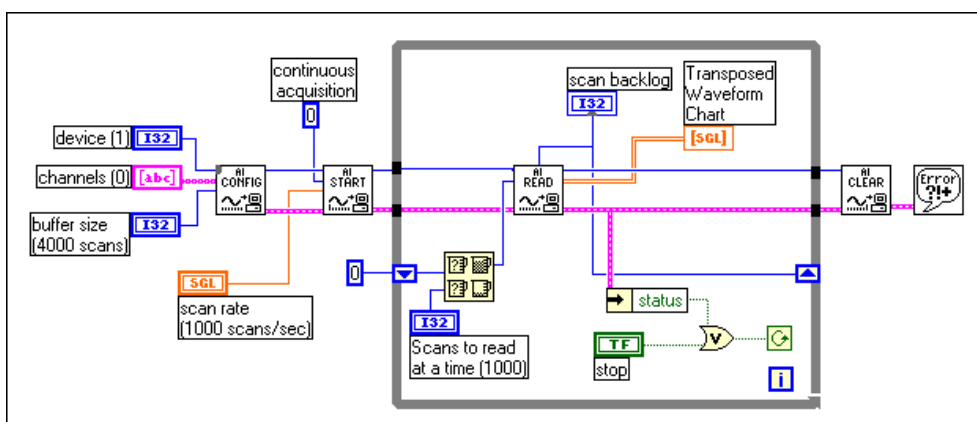 continuous
acquisition
0
device (1)
I32
channels (0)
[abc]
buffer size
(4000 scans)
I32
AI
CONFIG
AI
START
SGL
scan rate
(1000 scans/sec)
scan backlog
I32
Transposed
Waveform
Chart
[SGL]
AI
READ
AI
CLEAR
Error
?!+
0
I32
Scans to read
at a time (1000)
status
TF
stop
V
i